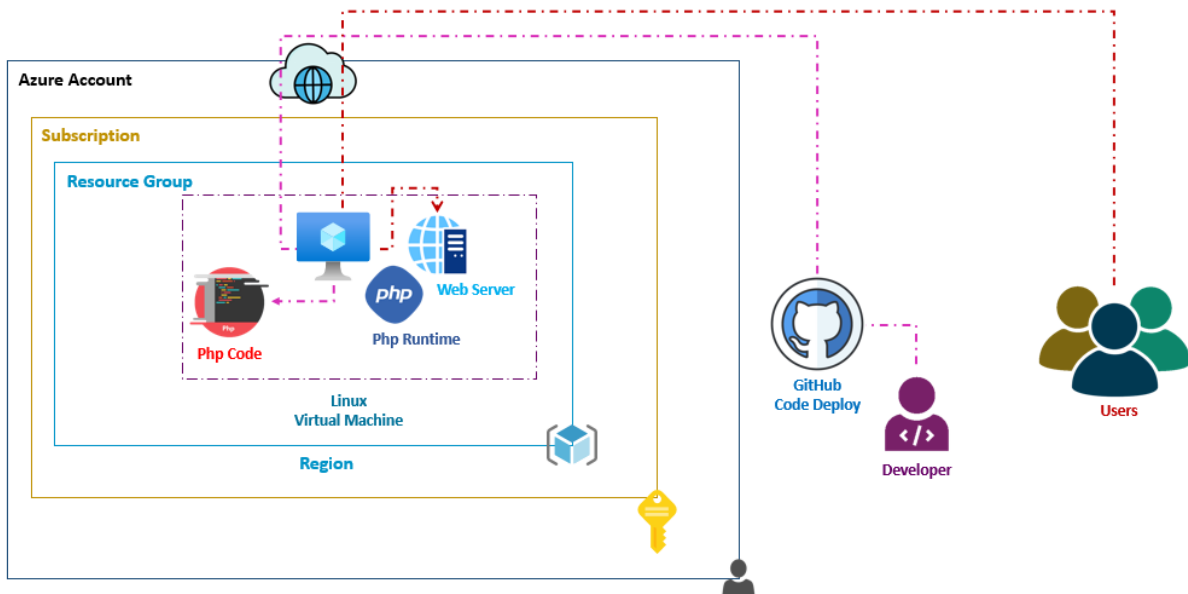 Azure Account
Subscription
Resource Group
Web Server
php
Php
Php Runtime
Php Code
Linux
Virtual Machine
Region
GitHub
Code Deploy
Developer
Users